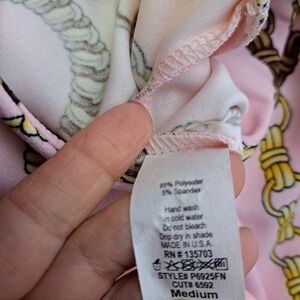 95% Polyester
5% Spandex
Hand wash
in cold water
Do not bleach
Drip dry in shade
Made in U.S.A.
RN # 135703
STYLE# P6925FN
CUT# 6592
Medium